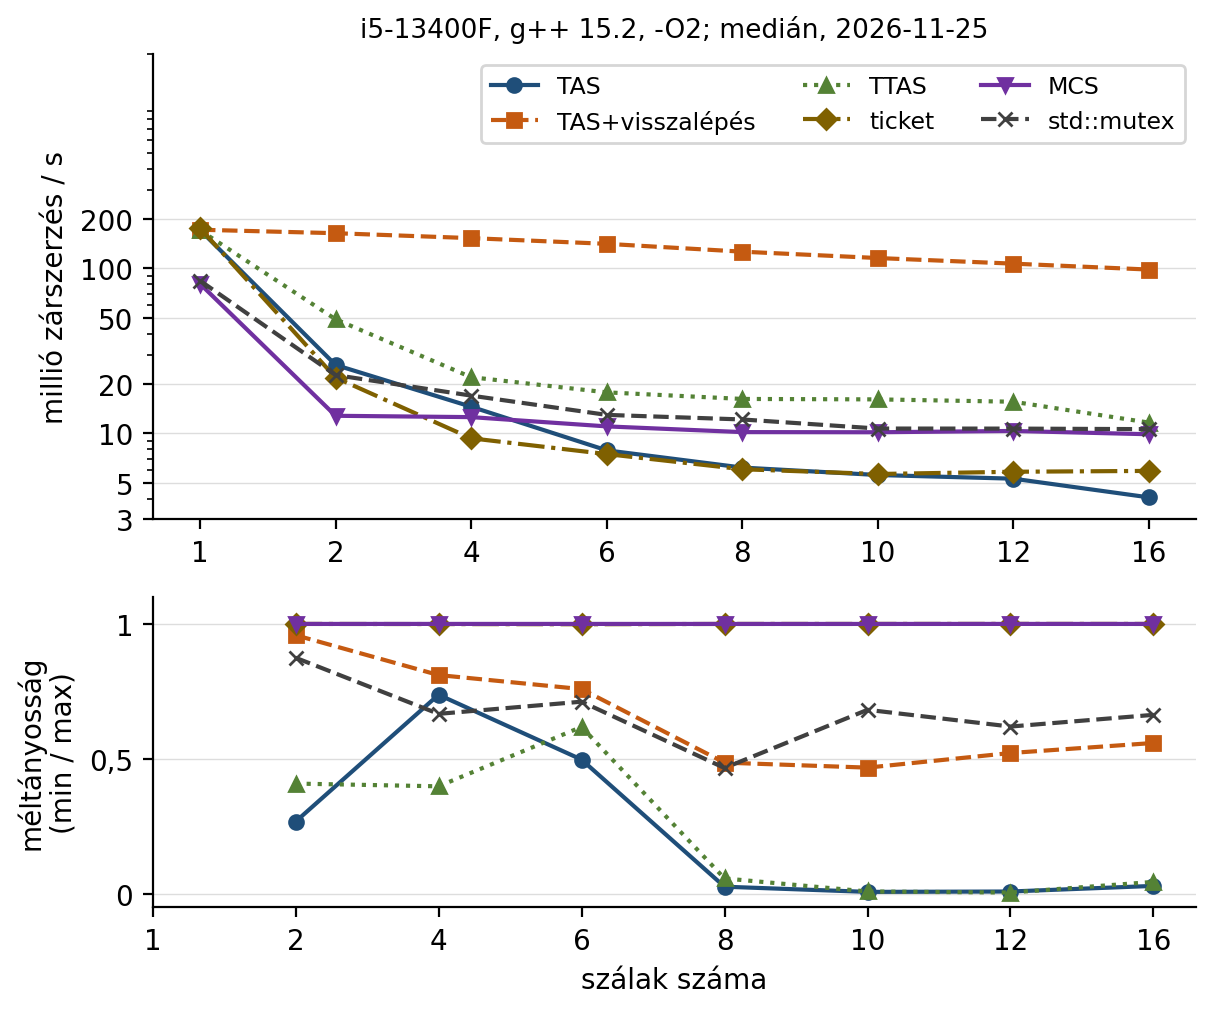 i5-13400F, g++ 15.2, -O2; medián, 2026-11-25
TAS
TAS+visszalépés
TTAS
ticket
MCS
std::mutex
millió zárszerzés / s
200
100
50
20
10
5
3
1 2 4 6 8 10 12 16
méltányosság
(min / max)
1
0,5
0
1 2 4 6 8 10 12 16
szálak száma